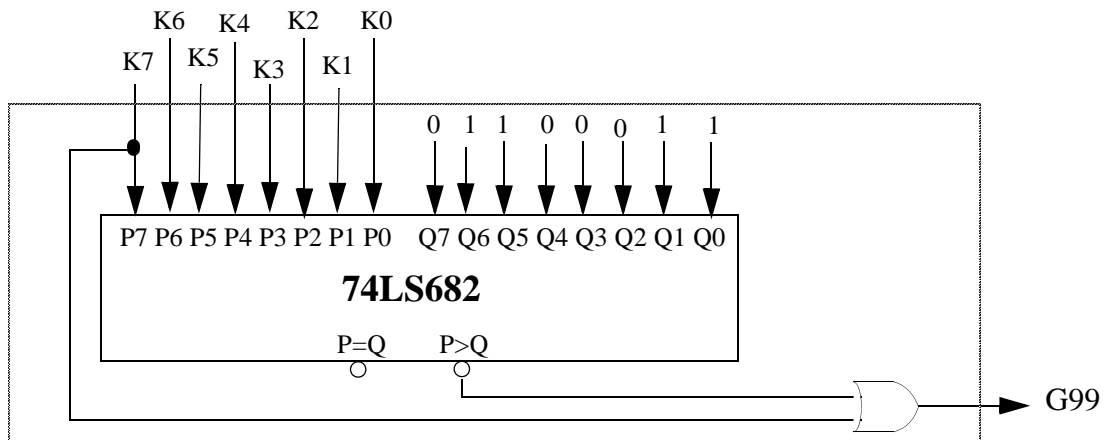 K6 K4 K2 K0
K7 K5 K3 K1
0 1 1 0 0 0 1 1
P7 P6 P5 P4 P3 P2 P1 P0 Q7 Q6 Q5 Q4 Q3 Q2 Q1 Q0
74LS682
P=Q P>Q
G99